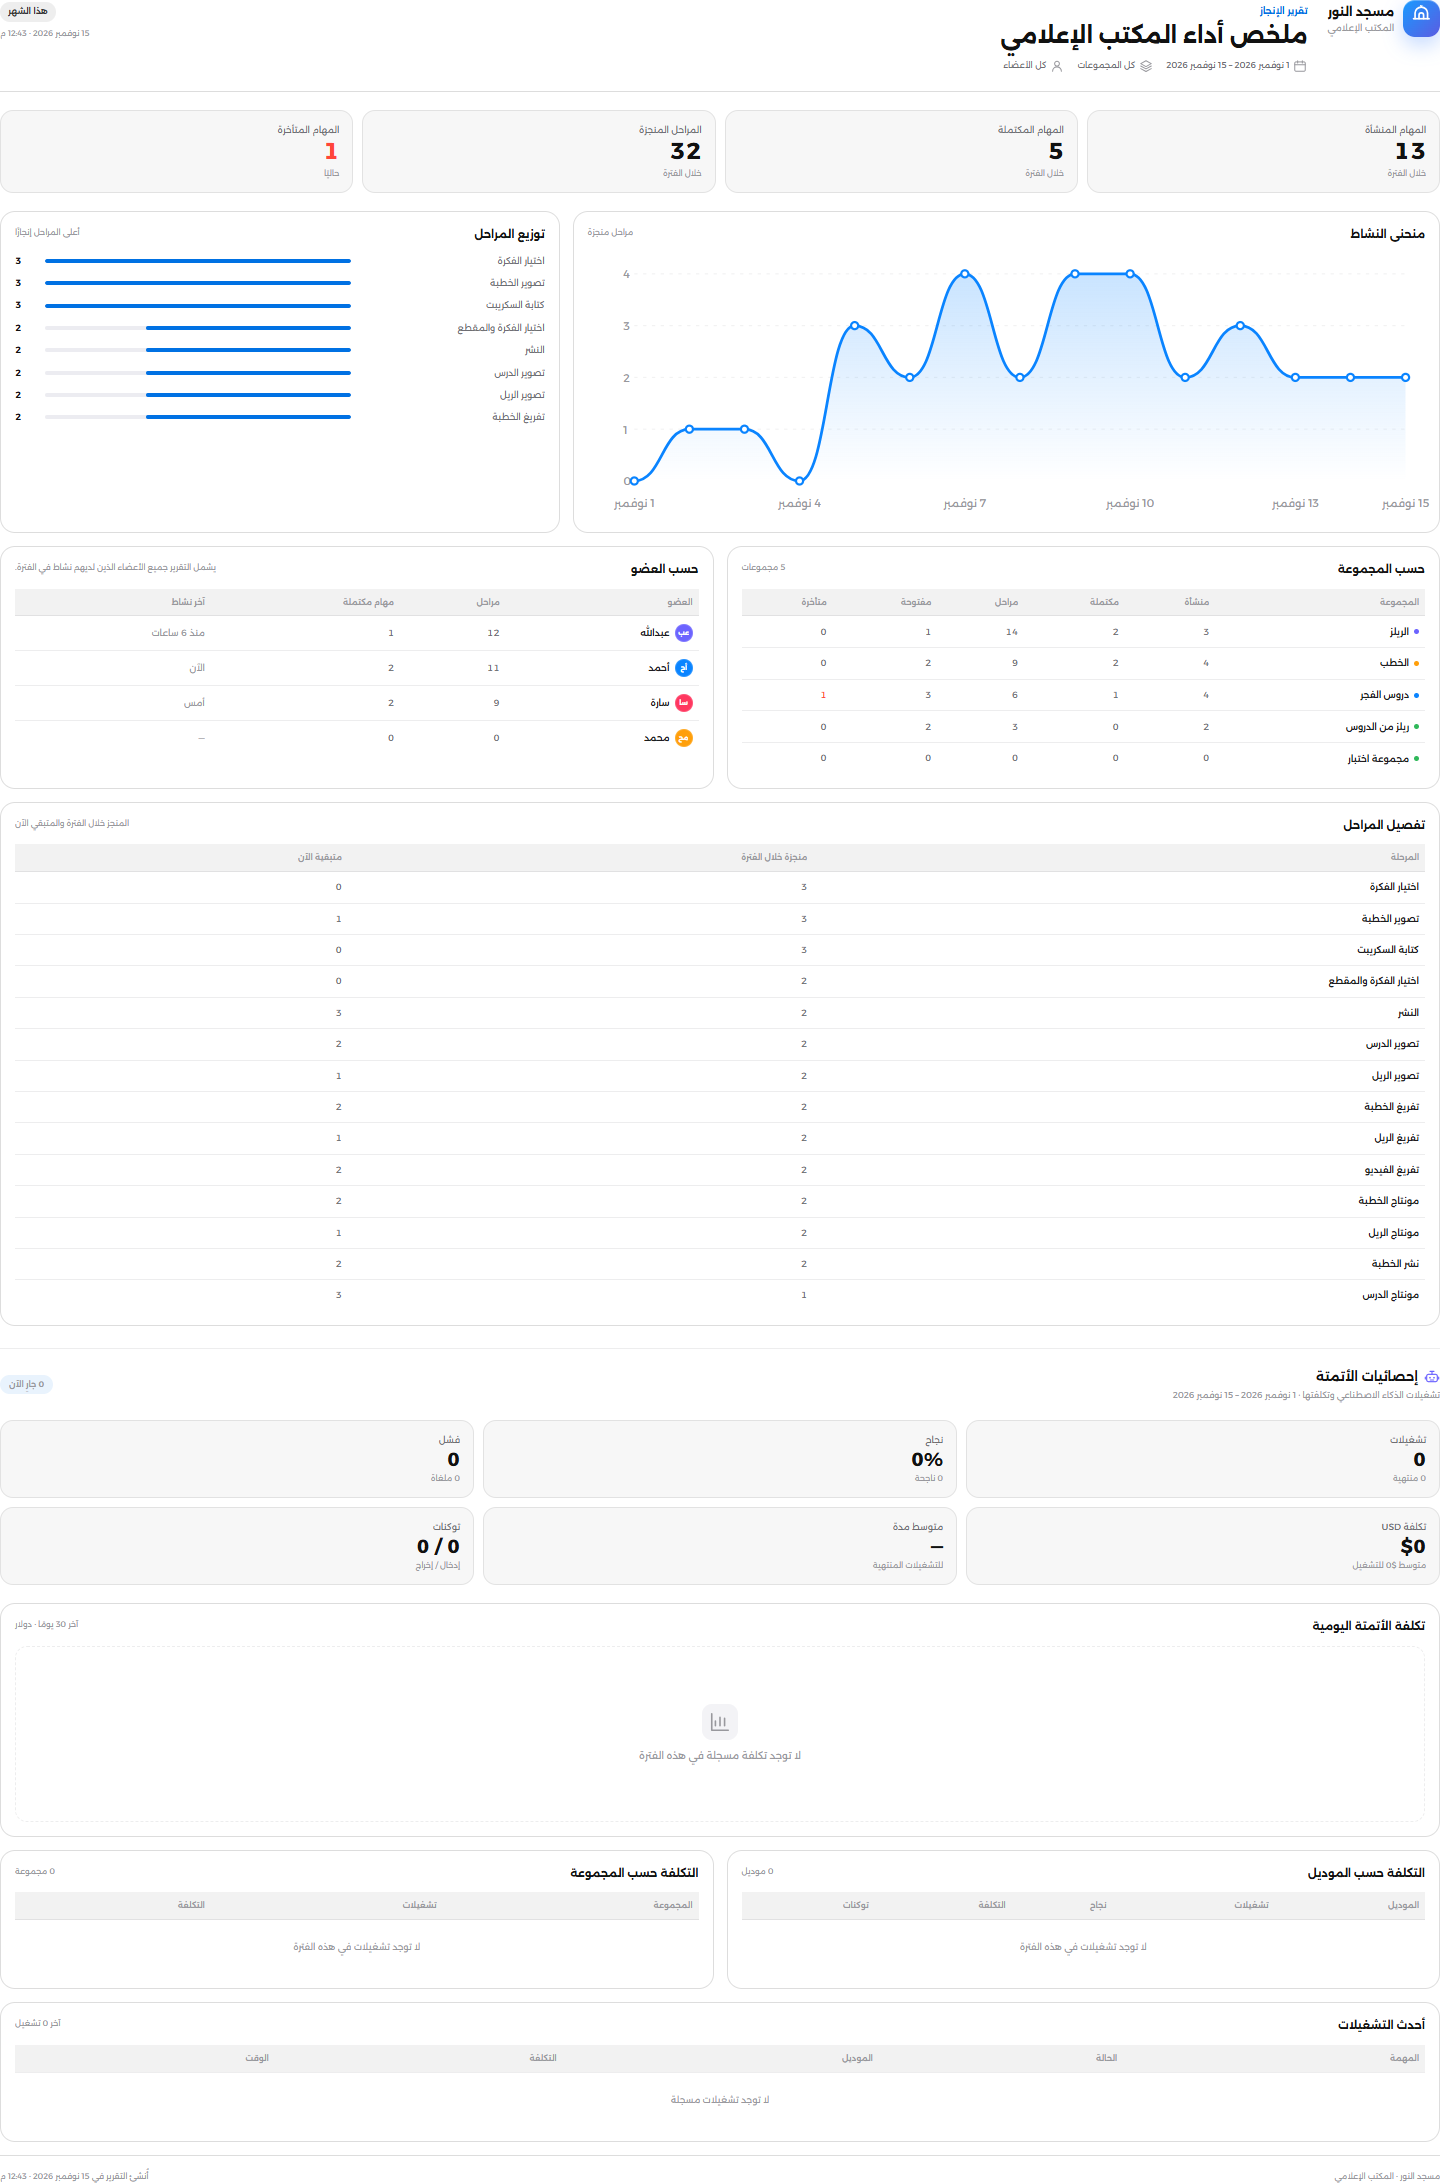 مسجد النور
المكتب الإعلامي
تقرير الإنجاز
ملخص أداء المكتب الإعلامي
1 نوفمبر 2026 – 15 نوفمبر 2026
كل المجموعات
كل الأعضاء
هذا الشهر
15 نوفمبر 2026 · 12:43 م
المهام المنشأة
13
خلال الفترة
المهام المكتملة
5
خلال الفترة
المراحل المنجزة
32
خلال الفترة
المهام المتأخرة
1
حاليًا
منحنى النشاط
مراحل منجزة
4
3
2
1
0
1 نوفمبر
4 نوفمبر
7 نوفمبر
10 نوفمبر
13 نوفمبر
15 نوفمبر
توزيع المراحل
أعلى المراحل إنجازًا
اختيار الفكرة 3
تصوير الخطبة 3
كتابة السكريبت 3
اختيار الفكرة والمقطع 2
النشر 2
تصوير الدرس 2
تصوير الريل 2
تفريغ الخطبة 2
حسب المجموعة
5 مجموعات
المجموعة منشأة مكتملة مراحل مفتوحة متأخرة
الريلز 3 2 14 1 0
الخطب 4 2 9 2 0
دروس الفجر 4 1 6 3 1
ريلز من الدروس 2 0 3 2 0
مجموعة اختبار 0 0 0 0 0
حسب العضو
يشمل التقرير جميع الأعضاء الذين لديهم نشاط في الفترة.
العضو مراحل مهام مكتملة آخر نشاط
عب عبدالله 12 1 منذ 6 ساعات
أح أحمد 11 2 الآن
سا سارة 9 2 أمس
مح محمد 0 0 —
تفصيل المراحل
المنجز خلال الفترة والمتبقي الآن
المرحلة منجزة خلال الفترة متبقية الآن
اختيار الفكرة 3 0
تصوير الخطبة 3 1
كتابة السكريبت 3 0
اختيار الفكرة والمقطع 2 0
النشر 2 3
تصوير الدرس 2 2
تصوير الريل 2 1
تفريغ الخطبة 2 2
تفريغ الريل 2 1
تفريغ الفيديو 2 2
مونتاج الخطبة 2 2
مونتاج الريل 2 1
نشر الخطبة 2 2
مونتاج الدرس 1 3
إحصائيات الأتمتة
تشغيلات الذكاء الاصطناعي وتكلفتها · 1 نوفمبر 2026 – 15 نوفمبر 2026
0 جارٍ الآن
تشغيلات
0
0 منتهية
نجاح
0%
0 ناجحة
فشل
0
0 ملغاة
تكلفة USD
$0
متوسط $0 للتشغيل
متوسط مدة
—
للتشغيلات المنتهية
توكنات
0 / 0
إدخال / إخراج
تكلفة الأتمتة اليومية
آخر 30 يومًا · دولار
لا توجد تكلفة مسجلة في هذه الفترة
التكلفة حسب الموديل
0 موديل
الموديل تشغيلات نجاح التكلفة توكنات
لا توجد تشغيلات في هذه الفترة
التكلفة حسب المجموعة
0 مجموعة
المجموعة تشغيلات التكلفة
لا توجد تشغيلات في هذه الفترة
أحدث التشغيلات
آخر 0 تشغيل
المهمة الحالة الموديل التكلفة الوقت
لا توجد تشغيلات مسجلة
مسجد النور · المكتب الإعلامي
أُنشئ التقرير في 15 نوفمبر 2026 · 12:43 م